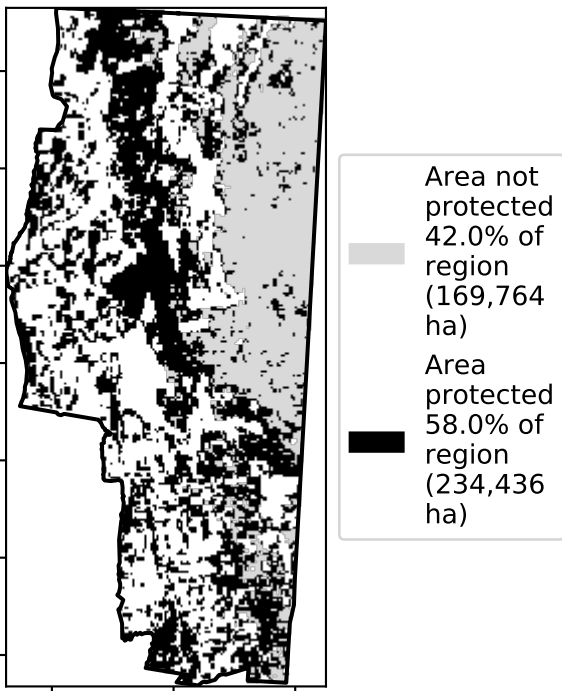 Area not
protected
42.0% of
region
(169,764
ha)
Area
protected
58.0% of
region
(234,436
ha)